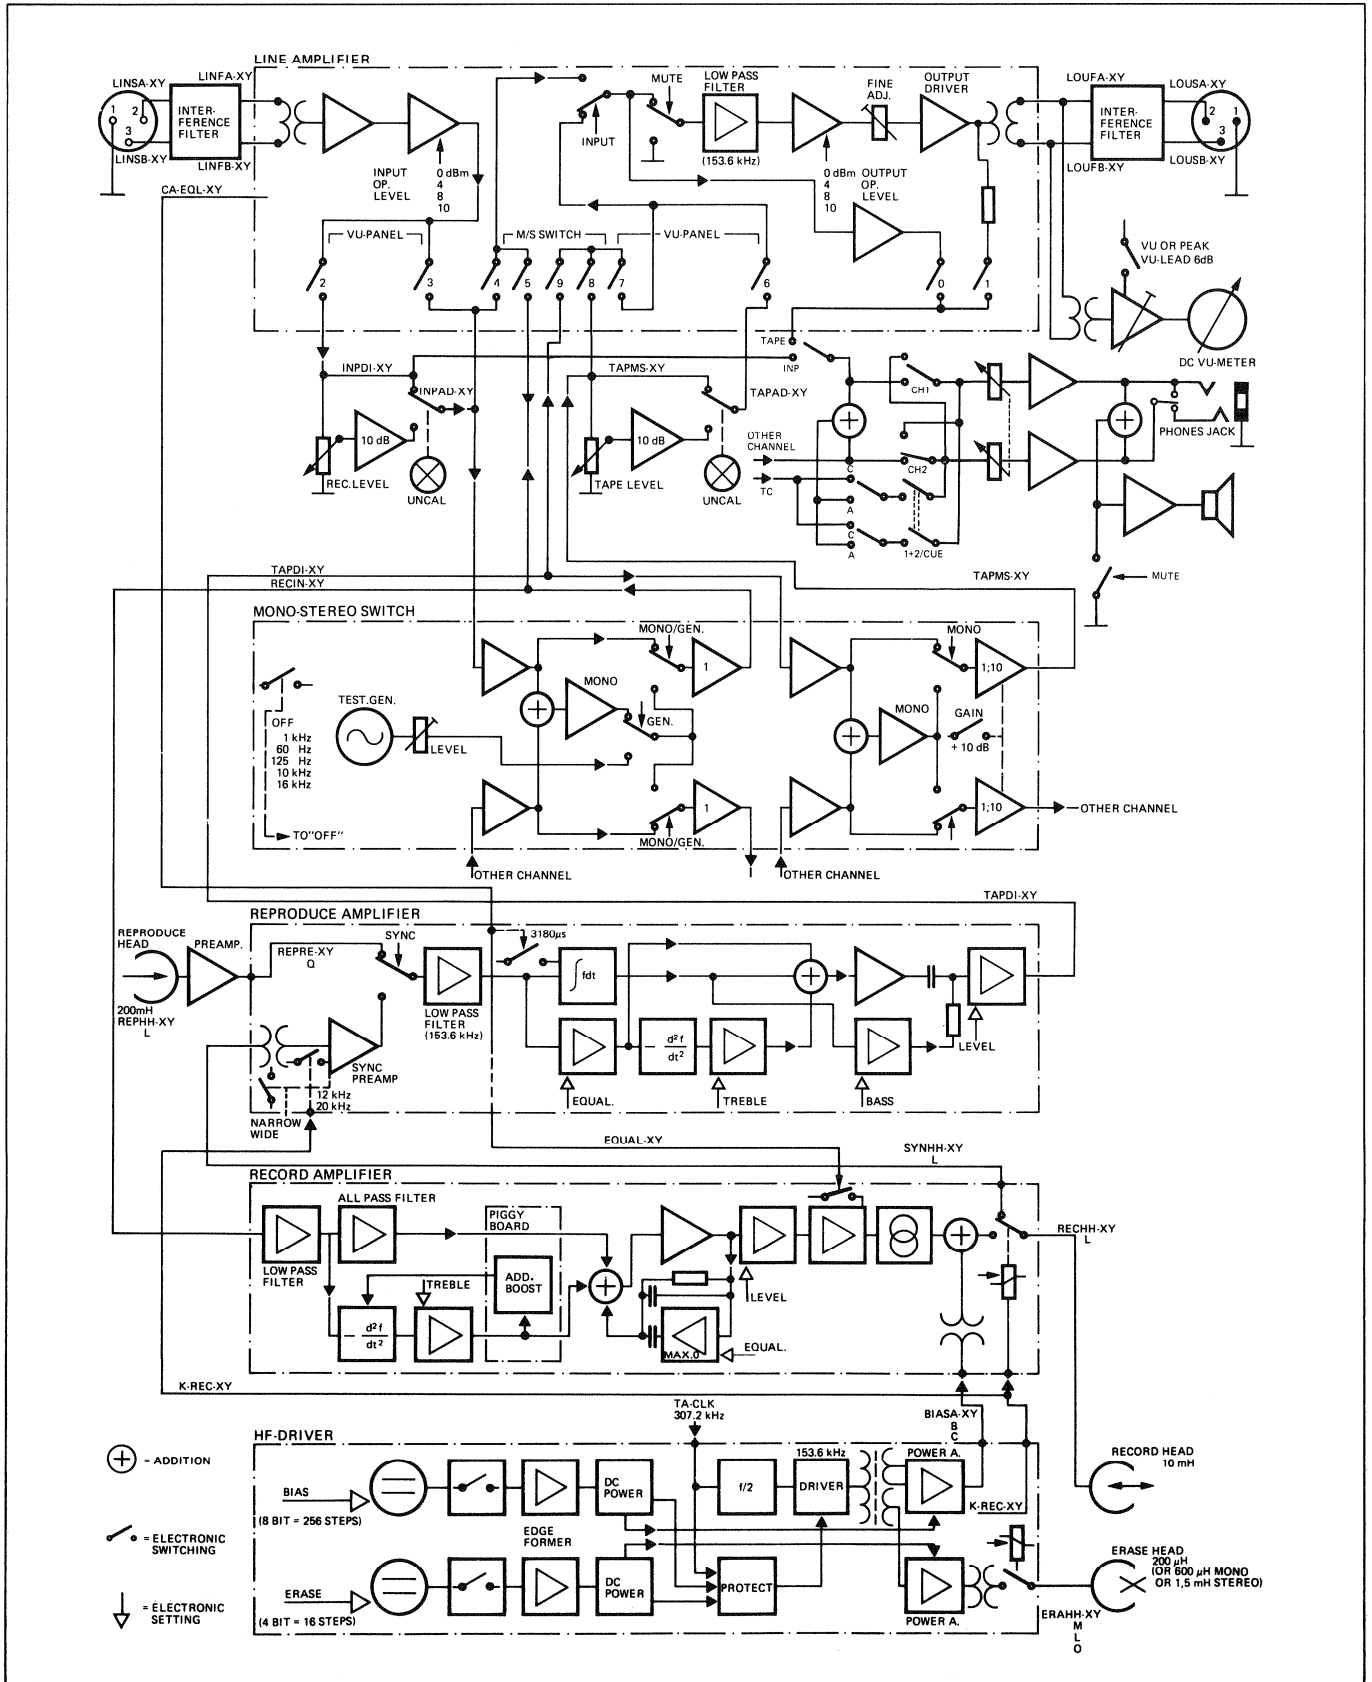 LINE AMPLIFIER
LINSA-XY
LINFA-XY
1
2
3
INTER-
FERENCE
FILTER
LINSB-XY
LINFB-XY
CA-EQL-XY
INPUT
OP.
LEVEL
0 dBm
4
8
10
INPUT
MUTE
LOW PASS
FILTER
(153.6 kHz)
FINE
ADJ.
OUTPUT
DRIVER
0 dBm
4
8
10
OUTPUT
OP.
LEVEL
LOUFA-XY
LOUSA-XY
INTER-
FERENCE
FILTER
2
1
3
LOUFB-XY
LOUSB-XY
VU-PANEL
M/S SWITCH
VU-PANEL
2
3
4
5
9
8
7
6
0
1
VU OR PEAK
VU-LEAD 6dB
DC VU-METER
INPDI-XY
INPAD-XY
10 dB
REC.LEVEL
UNCAL
TAPMS-XY
TAPAD-XY
10 dB
TAPE LEVEL
UNCAL
TAPE
INP
CH1
OTHER
CHANNEL
TC
CH2
C
A
C
A
1+2/CUE
PHONES JACK
MUTE
TAPDI-XY
RECIN-XY
TAPMS-XY
MONO-STEREO SWITCH
OFF
1 kHz
60 Hz
125 Hz
10 kHz
16 kHz
TO"OFF"
TEST.GEN.
LEVEL
MONO/GEN.
1
MONO
GEN.
1
MONO/GEN.
MONO
1;10
MONO
GAIN
+ 10 dB
1;10
OTHER CHANNEL
OTHER CHANNEL
OTHER CHANNEL
TAPDI-XY
REPRODUCE AMPLIFIER
REPRODUCE
HEAD
PREAMP.
200mH
REPHH-XY
L
REPRE-XY
Q
SYNC
LOW PASS
FILTER
(153.6 kHz)
3180µs
∫fdt
- d²f
dt²
EQUAL.
TREBLE
BASS
LEVEL
SYNC
PREAMP
12 kHz
20 kHz
NARROW
WIDE
EQUAL-XY
SYNHH-XY
L
RECORD AMPLIFIER
ALL PASS FILTER
LOW PASS
FILTER
- d²f
dt²
TREBLE
PIGGY
BOARD
ADD.
BOOST
MAX.0
EQUAL.
LEVEL
RECHH-XY
L
K-REC-XY
TA-CLK
307.2 kHz
BIASA-XY
B
C
HF-DRIVER
- ADDITION
= ELECTRONIC
SWITCHING
= ELECTRONIC
SETTING
BIAS
(8 BIT = 256 STEPS)
EDGE
FORMER
DC
POWER
f/2
153.6 kHz
DRIVER
POWER A.
K-REC-XY
ERASE
(4 BIT = 16 STEPS)
DC
POWER
PROTECT
POWER A.
RECORD HEAD
10 mH
ERASE HEAD
200 µH
(OR 600 µH MONO
OR 1,5 mH STEREO)
ERAHH-XY
M
L
O